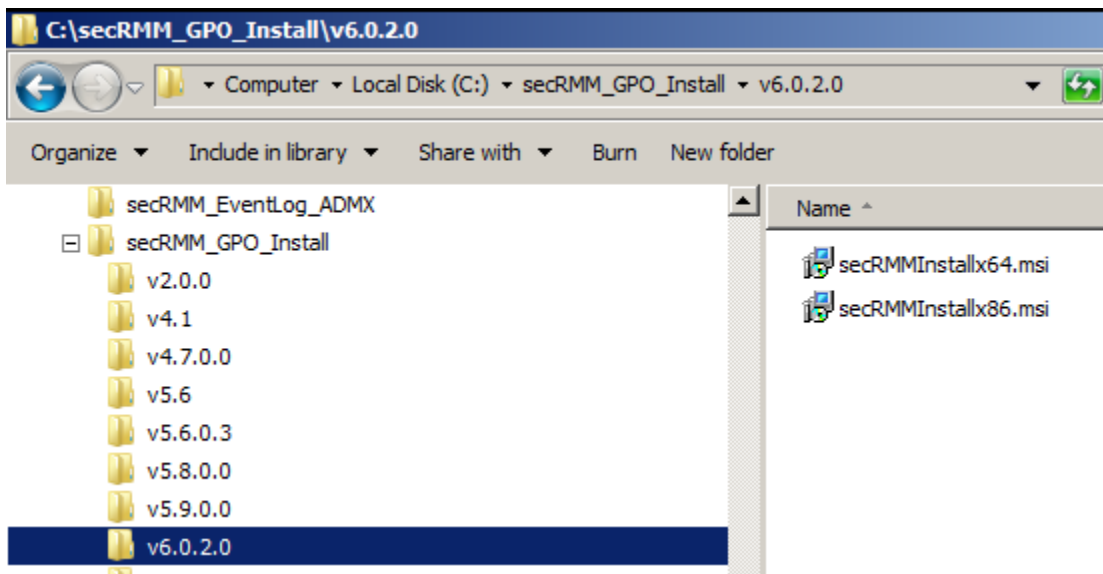 C:\secRMM_GPO_Install\v6.0.2.0
Computer Local Disk (C:) secRMM_GPO_Install v6.0.2.0
Organize Include in library Share with Burn New folder
secRMM_EventLog_ADMX
secRMM_GPO_Install
v2.0.0
v4.1
v4.7.0.0
v5.6
v5.6.0.3
v5.8.0.0
v5.9.0.0
v6.0.2.0
Name
secRMMInstallx64.msi
secRMMInstallx86.msi